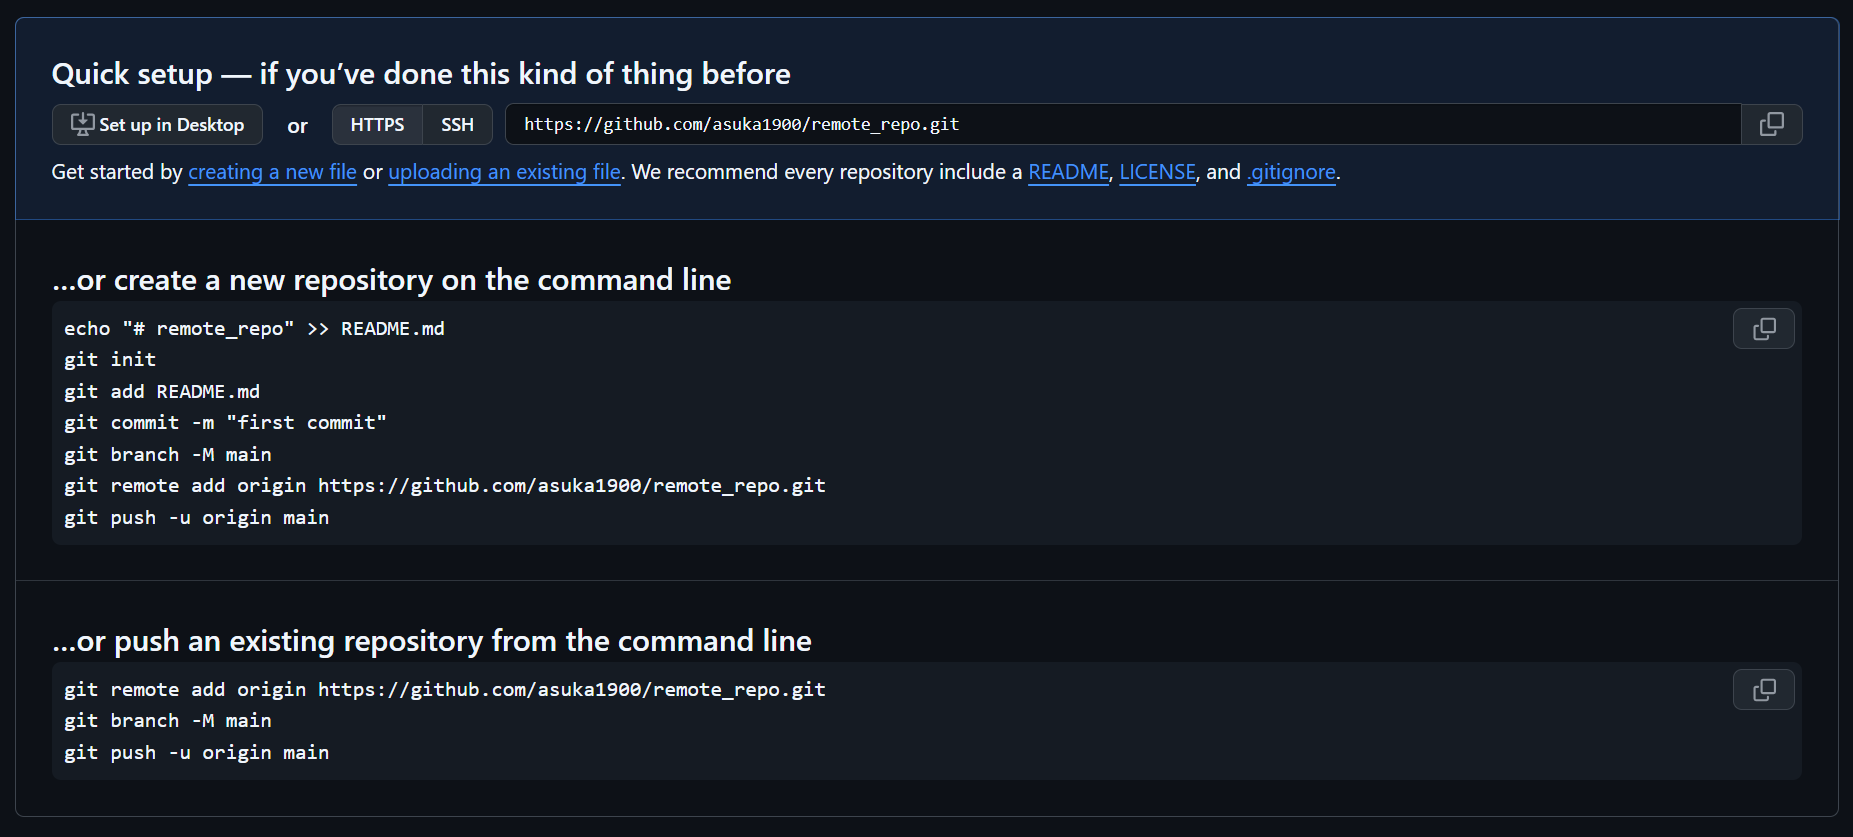 Quick setup — if you’ve done this kind of thing before
Set up in Desktop or HTTPS SSH https://github.com/asuka1900/remote_repo.git
Get started by creating a new file or uploading an existing file. We recommend every repository include a README, LICENSE, and .gitignore.
…or create a new repository on the command line
echo "# remote_repo" >> README.md
git init
git add README.md
git commit -m "first commit"
git branch -M main
git remote add origin https://github.com/asuka1900/remote_repo.git
git push -u origin main
…or push an existing repository from the command line
git remote add origin https://github.com/asuka1900/remote_repo.git
git branch -M main
git push -u origin main